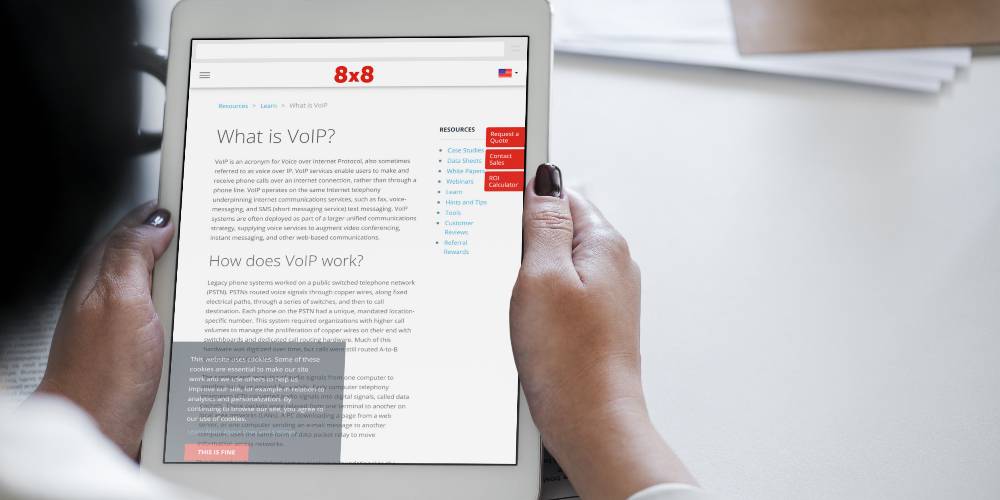 8x8
Resources > Learn > What is VoIP
What is VoIP?
VoIP is an acronym for Voice over Internet Protocol, also sometimes
referred to as voice over IP. VoIP services enable users to make and
receive phone calls over an internet connection, rather than through a
phone line. VoIP operates on the same Internet telephony
underpinning internet communications services, such as fax, voice-
messaging, and SMS (short messaging service) text messaging. VoIP
systems are often deployed as part of a larger unified communications
strategy, supplying voice services to augment video conferencing,
instant messaging, and other web-based communications.
How does VoIP work?
Legacy phone systems worked on a public switched telephone network
(PSTN). PSTNs routed voice signals through copper wires, along fixed
electrical paths, through a series of switches, and then to call
destination. Each phone on the PSTN had a unique, mandated location-
specific number. This system required organizations with higher call
volumes to manage the proliferation of copper wires on their end with
switchboards and dedicated call routing hardware. Much of this
hardware was digitized over time, but calls were still routed A-to-B
signals from one computer to
computer telephony
digital signals, called data
to another on
a page from a web
server, or one computer sending an e-mail message to another
computer, uses the same form of data packet relay to move
information across networks.
RESOURCES
Case Studies
Data Sheets
White Papers
Webinars
Learn
Hints and Tips
Tools
Customer
Reviews
Referral
Rewards
Request a
Quote
Contact
Sales
ROI
Calculator
This website uses cookies. Some of these
cookies are essential to make our site
work and we use others to help us
improve our site, for example in relation to
analytics and personalization. By
continuing to browse our site, you agree to
our use of cookies.
THIS IS FINE